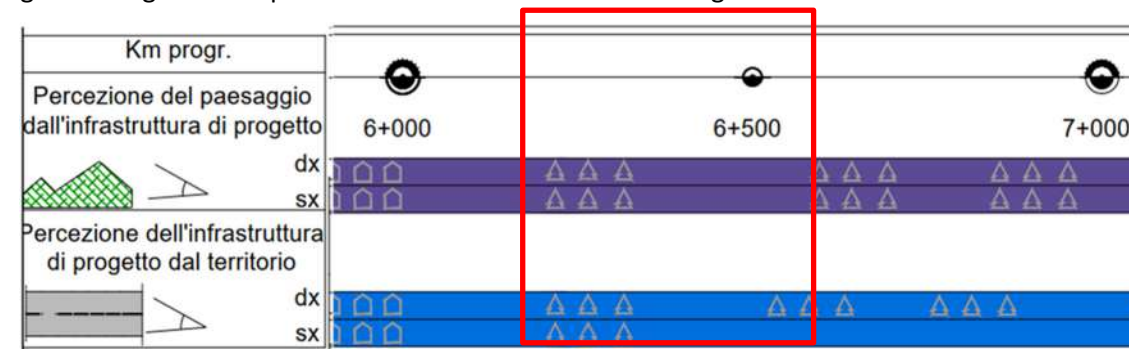 Km progr.
Percezione del paesaggio
dall'infrastruttura di progetto
6+000
6+500
7+000
dx
sx
Percezione dell'infrastruttura
di progetto dal territorio
dx
sx